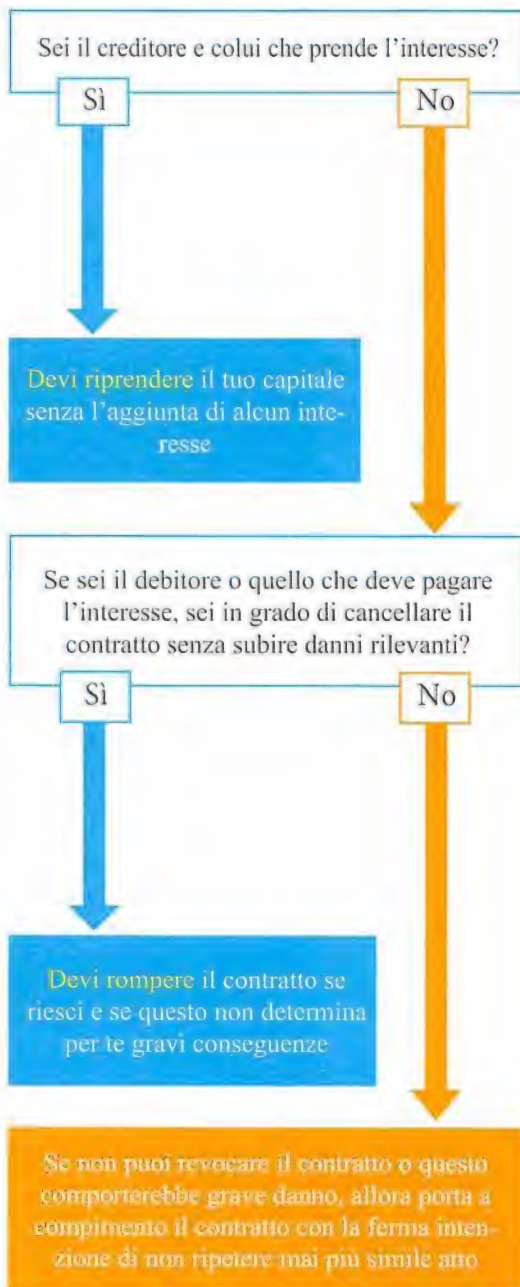 Sei il creditore e colui che prende l'interesse?
Sì
No
Devi riprendere il tuo capitale
senza l'aggiunta di alcun inte-
resse
Se sei il debitore o quello che deve pagare
l'interesse, sei in grado di cancellare il
contratto senza subire danni rilevanti?
Sì
No
Devi rompere il contratto se
riesci e se questo non determina
per te gravi conseguenze
Se non puoi revocare il contratto o questo
comporterebbe grave danno, allora porta a
compimento il contratto con la ferma inten-
zione di non ripetere mai più simile atto